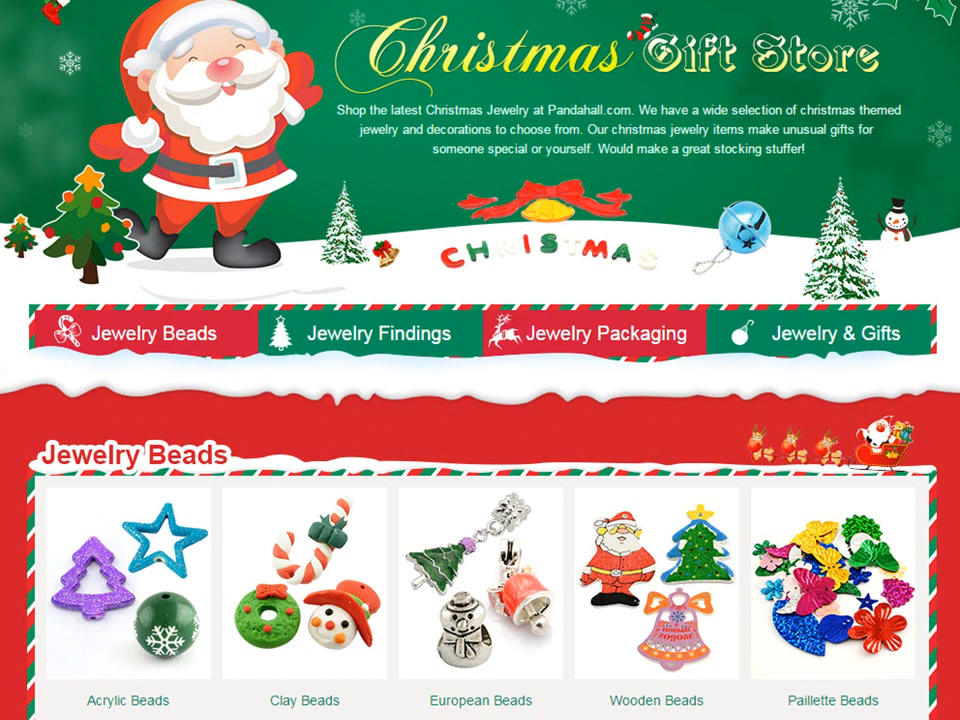 Christmas Gift Store
Shop the latest Christmas Jewelry at Pandahall.com. We have a wide selection of christmas themed
jewelry and decorations to choose from. Our christmas jewelry items make unusual gifts for
someone special or yourself. Would make a great stocking stuffer!
CHRISTMAS
Jewelry Beads
Jewelry Findings
Jewelry Packaging
Jewelry & Gifts
Jewelry Beads
С НОВЫМ
ГОДОМ!
Acrylic Beads
Clay Beads
European Beads
Wooden Beads
Paillette Beads